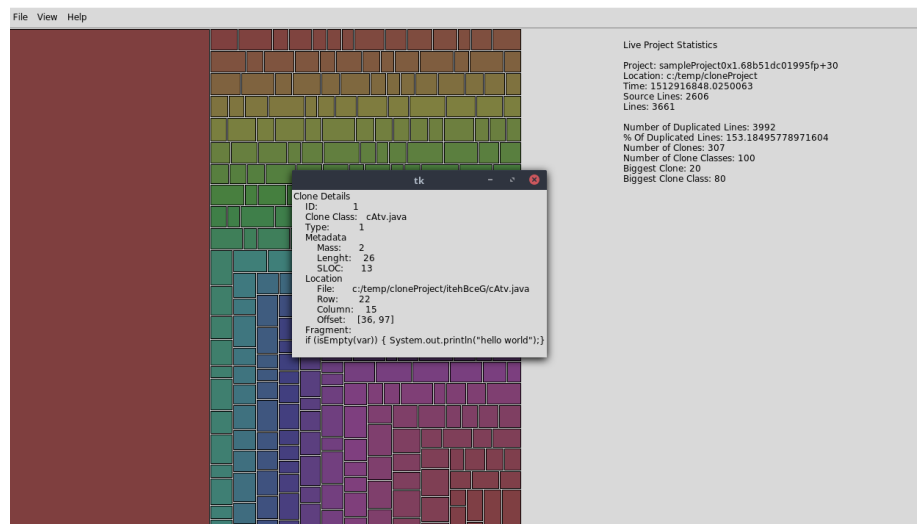 File View Help
Live Project Statistics
Project: sampleProject0x1.68b51dc01995fp+30
Location: c:/temp/cloneProject
Time: 1512916848.0250063
Source Lines: 2606
Lines: 3661
Number of Duplicated Lines: 3992
% Of Duplicated Lines: 153.18495778971604
Number of Clones: 307
Number of Clone Classes: 100
Biggest Clone: 20
Biggest Clone Class: 80
tk
Clone Details
ID: 1
Clone Class: cAtv.java
Type: 1
Metadata
Mass: 2
Lenght: 26
SLOC: 13
Location
File: c:/temp/cloneProject/itehBceG/cAtv.java
Row: 22
Column: 15
Offset: [36, 97]
Fragment:
if (isEmpty(var)) { System.out.println("hello world");}